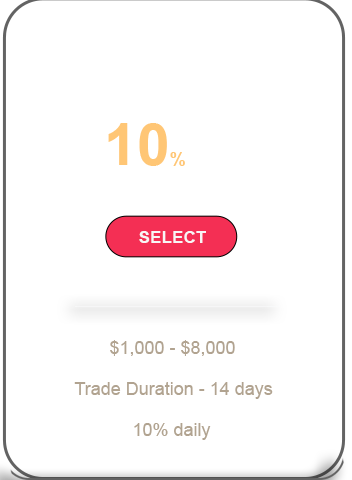 10%
SELECT
$1,000 - $8,000
Trade Duration - 14 days
10% daily